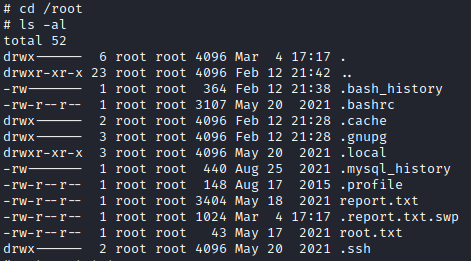 # cd /root
# ls -al
total 52
drwx------  6 root root 4096 Mar  4 17:17 .
drwxr-xr-x 23 root root 4096 Feb 12 21:42 ..
-rw-------  1 root root  364 Feb 12 21:38 .bash_history
-rw-r--r--  1 root root 3107 May 20  2021 .bashrc
drwx------  2 root root 4096 Feb 12 21:28 .cache
drwx------  3 root root 4096 Feb 12 21:28 .gnupg
drwxr-xr-x  3 root root 4096 May 20  2021 .local
-rw-------  1 root root  440 Aug 25  2021 .mysql_history
-rw-r--r--  1 root root  148 Aug 17  2015 .profile
-rw-r--r--  1 root root 3404 May 18  2021 report.txt
-rw-r--r--  1 root root 1024 Mar  4 17:17 .report.txt.swp
-rw-r--r--  1 root root   43 May 17  2021 root.txt
drwx------  2 root root 4096 May 20  2021 .ssh